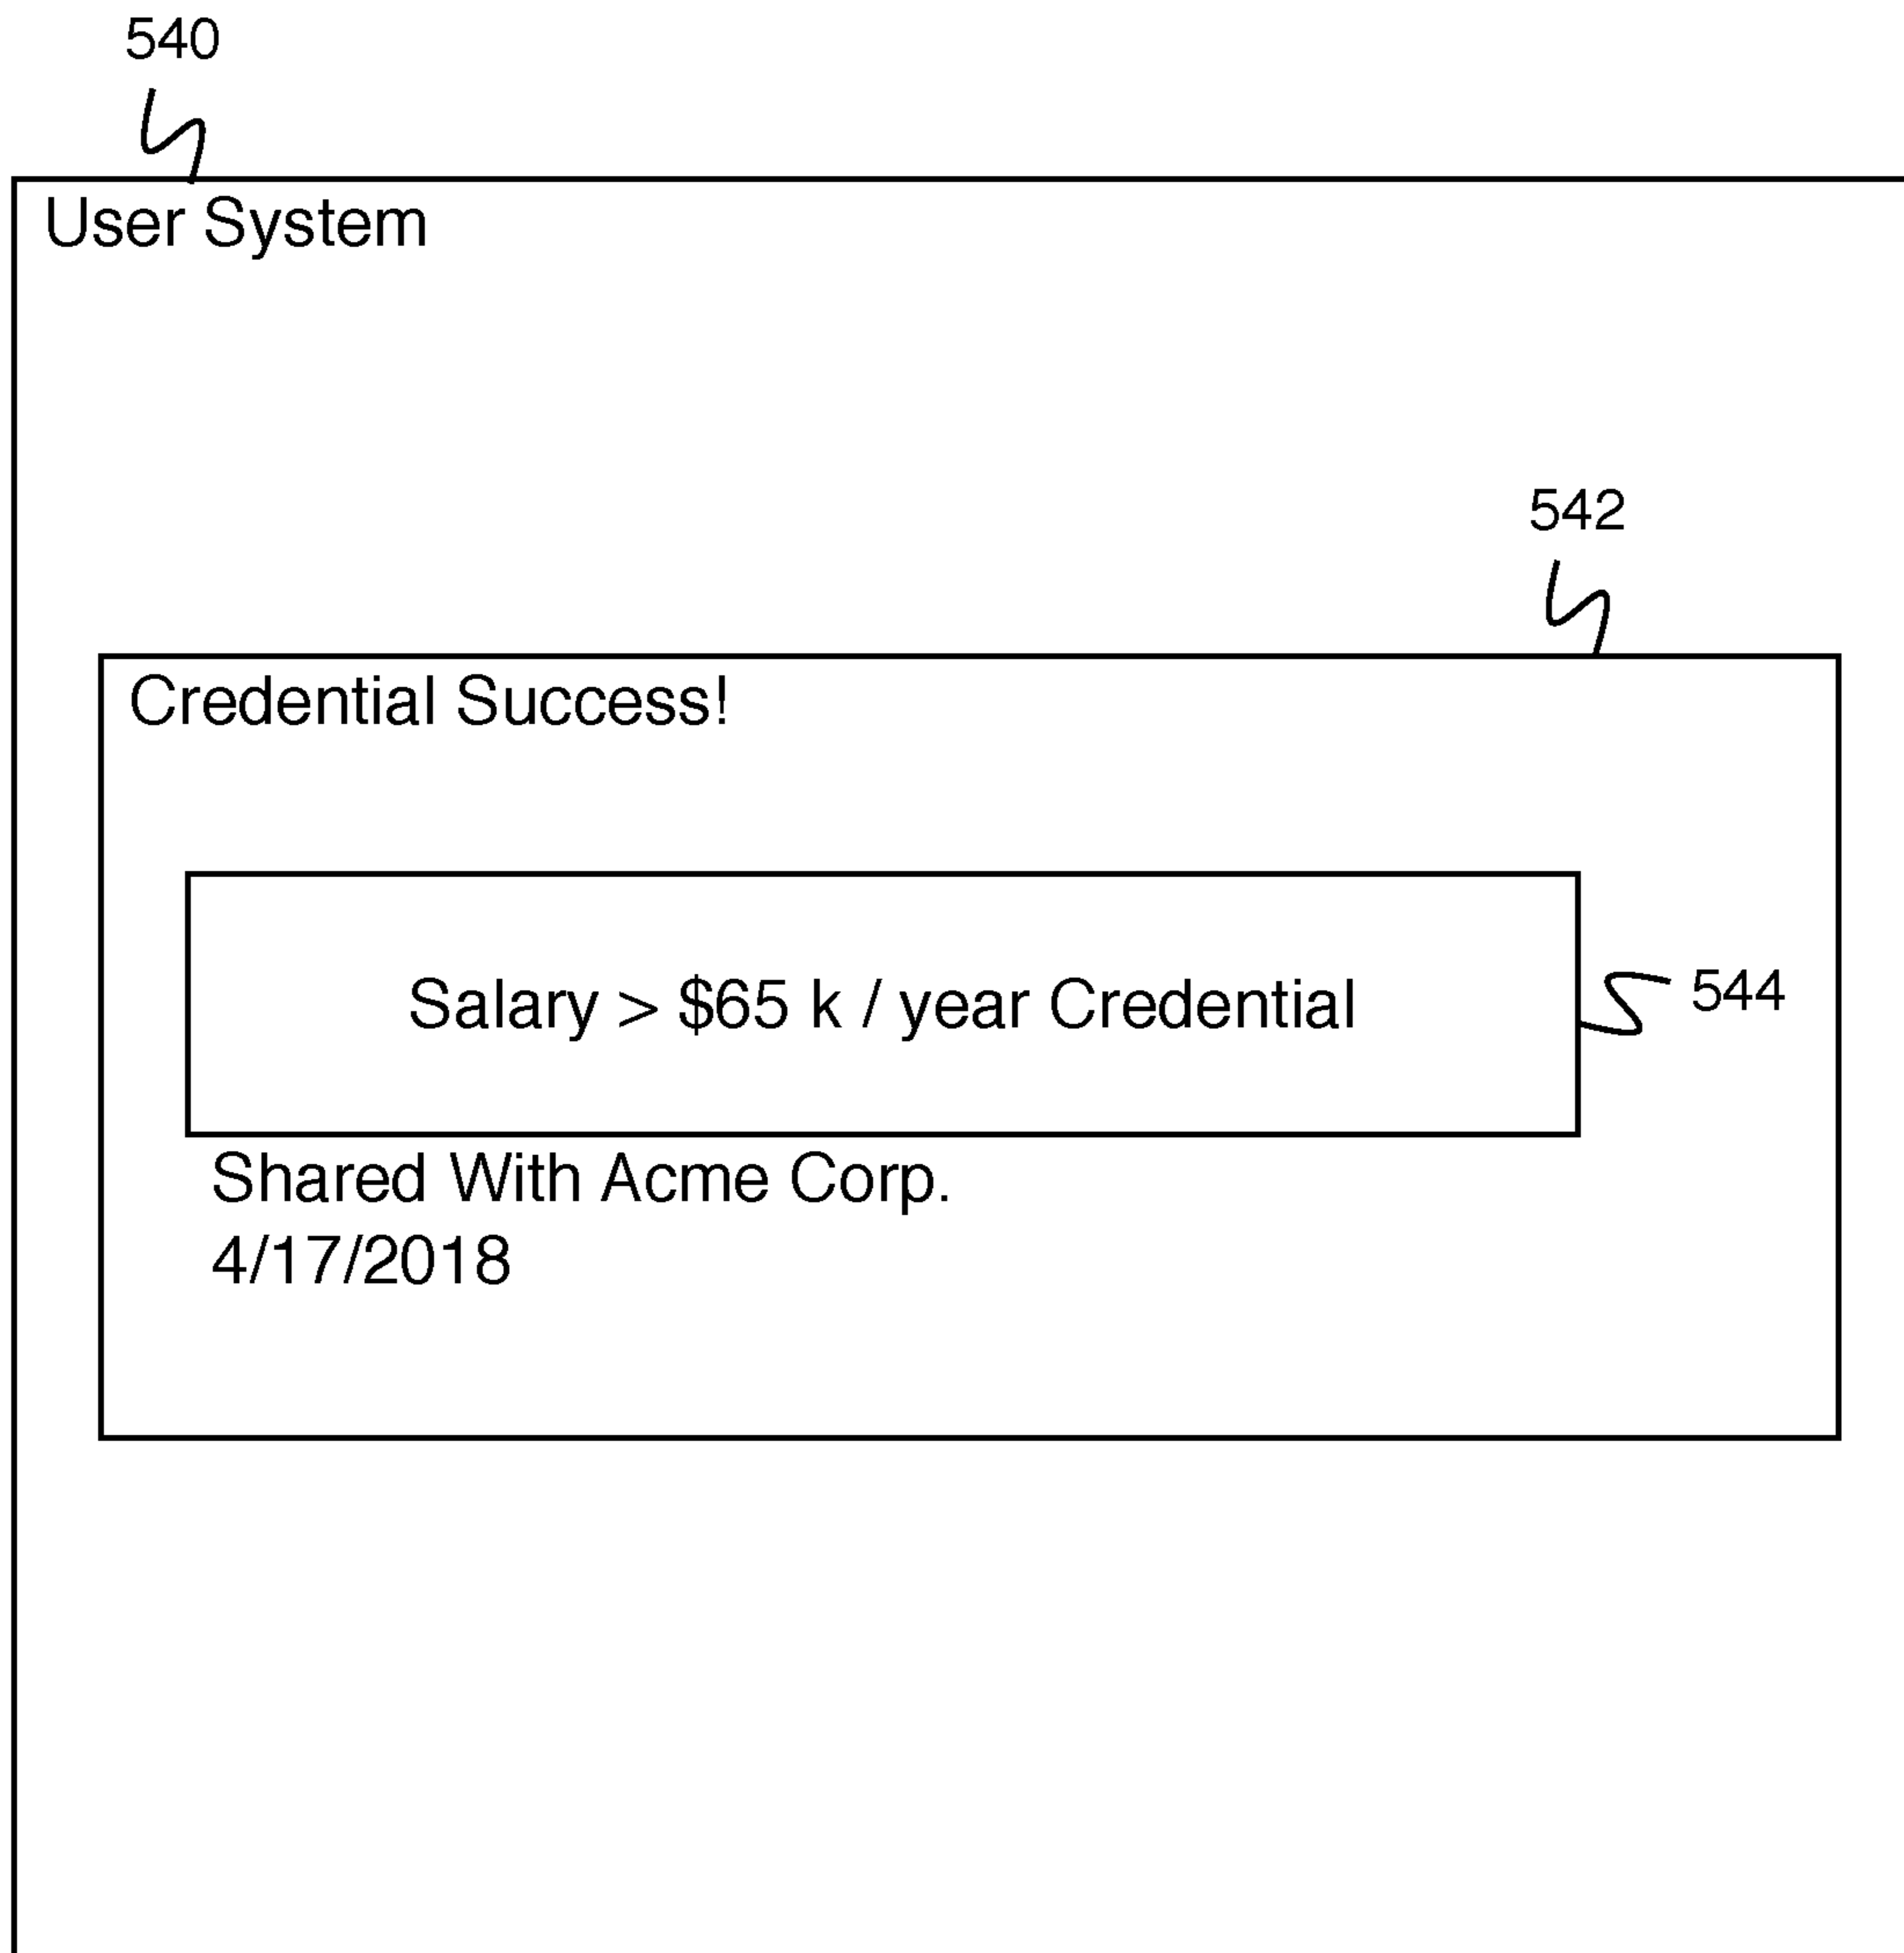 540
User System
542
Credential Success!
Salary > $65 k / year Credential
544
Shared With Acme Corp.
4/17/2018